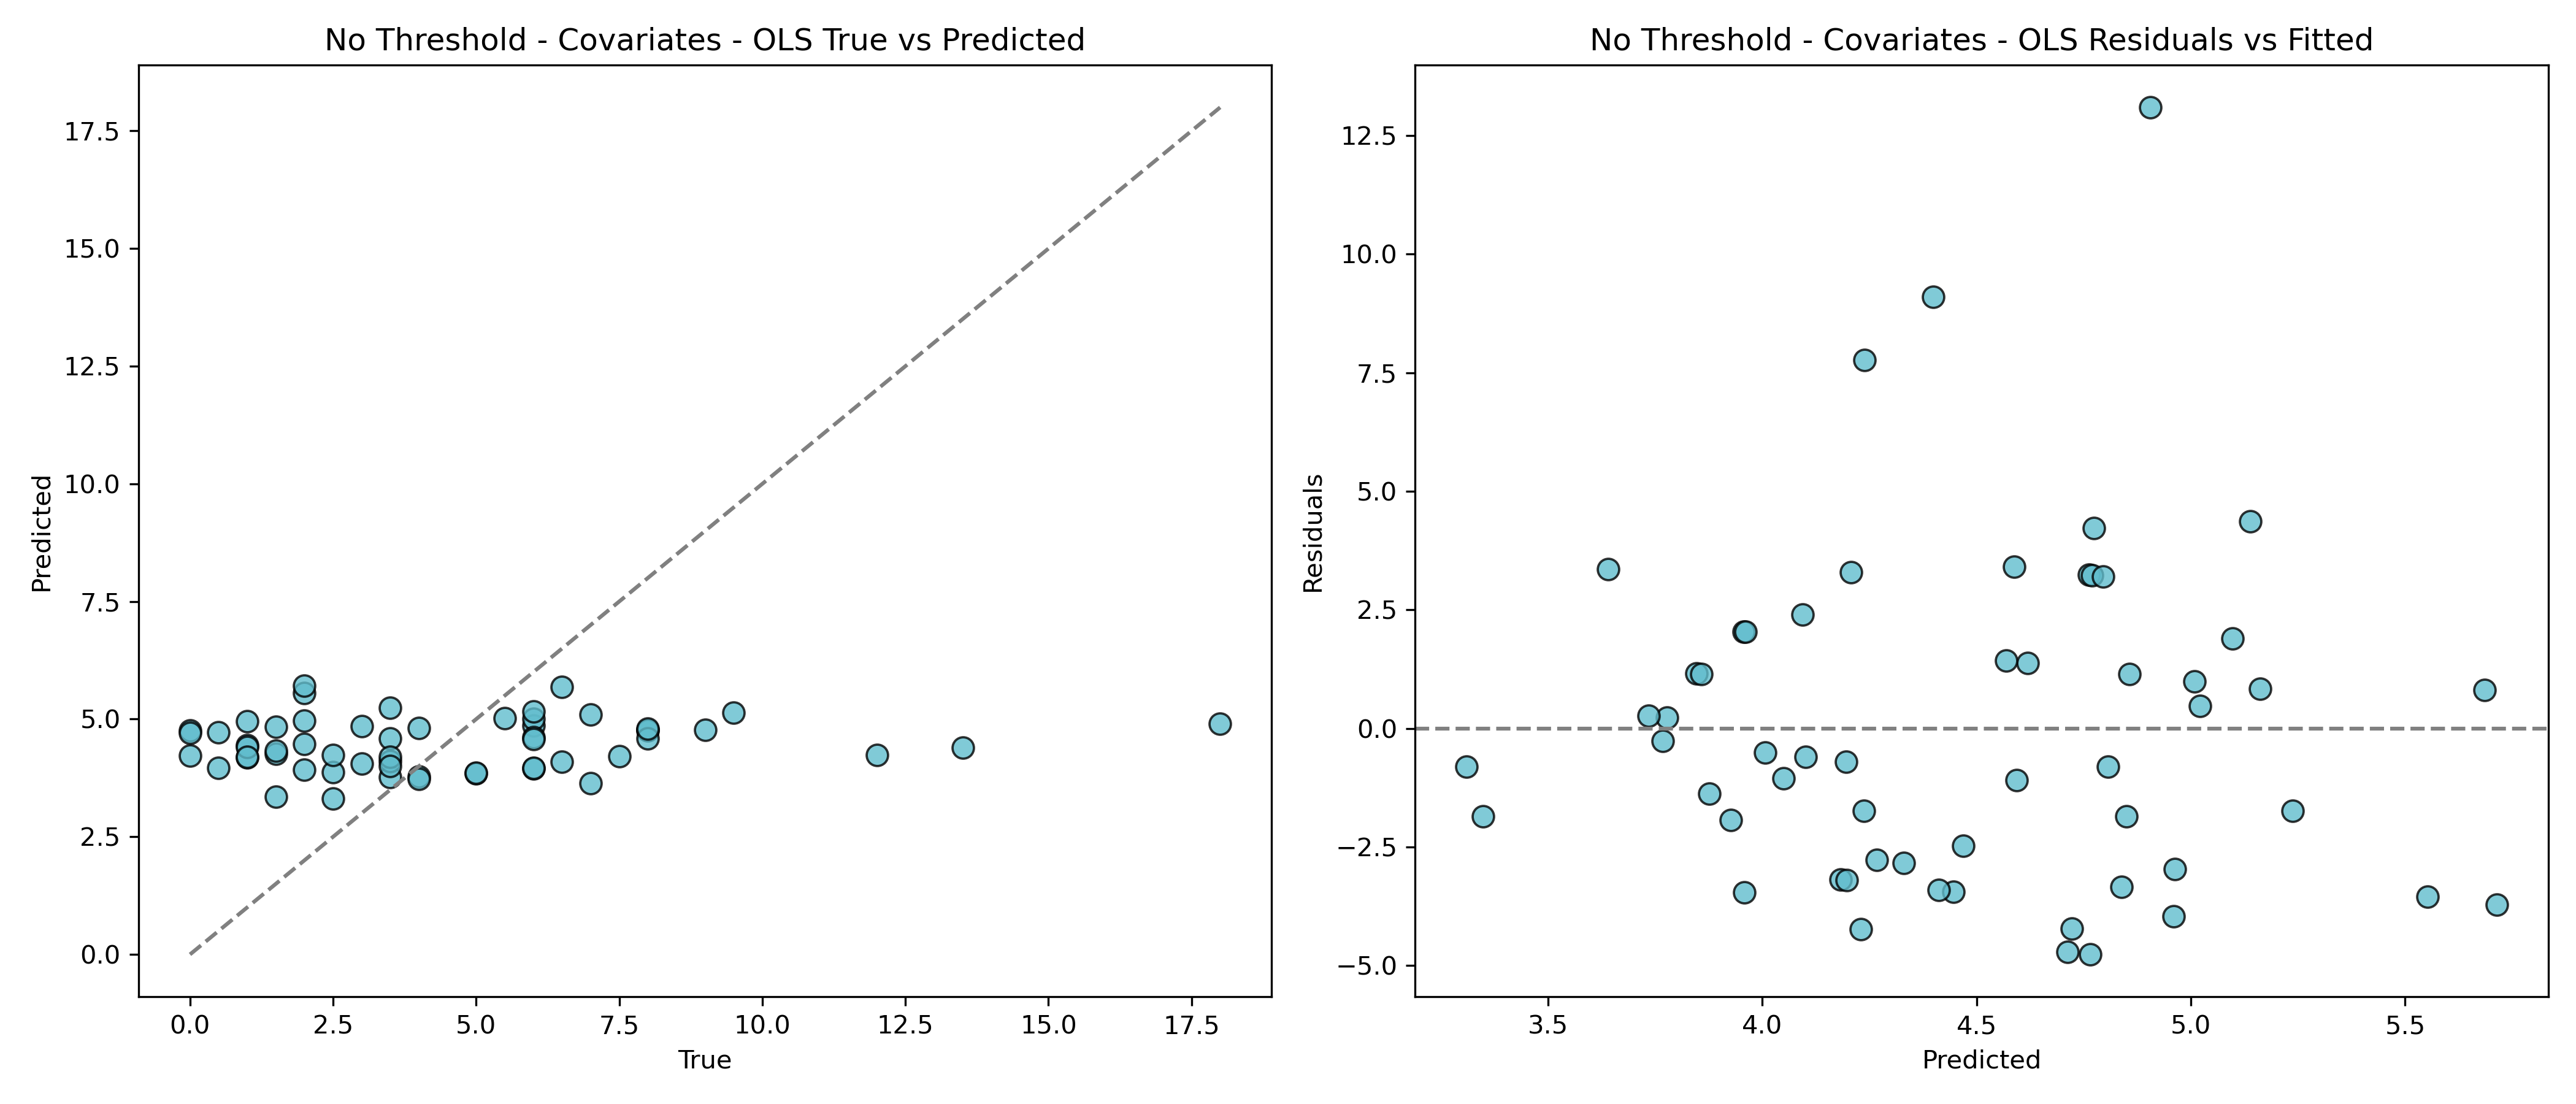 No Threshold - Covariates - OLS True vs Predicted
17.5
15.0
12.5
10.0
7.5
5.0
2.5
0.0
Predicted
0.0 2.5 5.0 7.5 10.0 12.5 15.0 17.5
True
No Threshold - Covariates - OLS Residuals vs Fitted
12.5
10.0
7.5
5.0
2.5
0.0
−2.5
−5.0
Residuals
3.5 4.0 4.5 5.0 5.5
Predicted